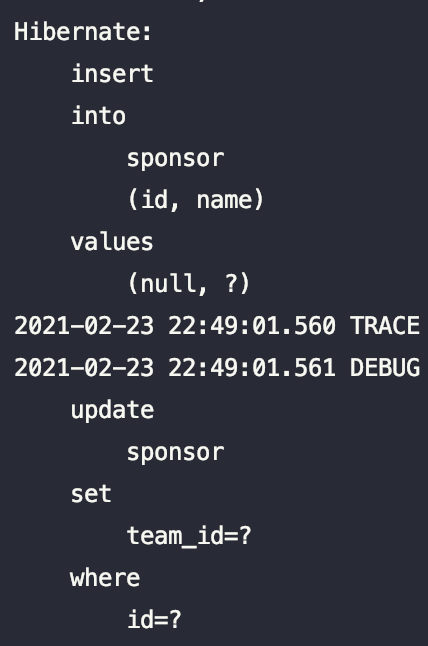 Hibernate:
insert
into
sponsor
(id, name)
values
(null, ?)
2021-02-23 22:49:01.560 TRACE
2021-02-23 22:49:01.561 DEBUG
update
sponsor
set
team_id=?
where
id=?